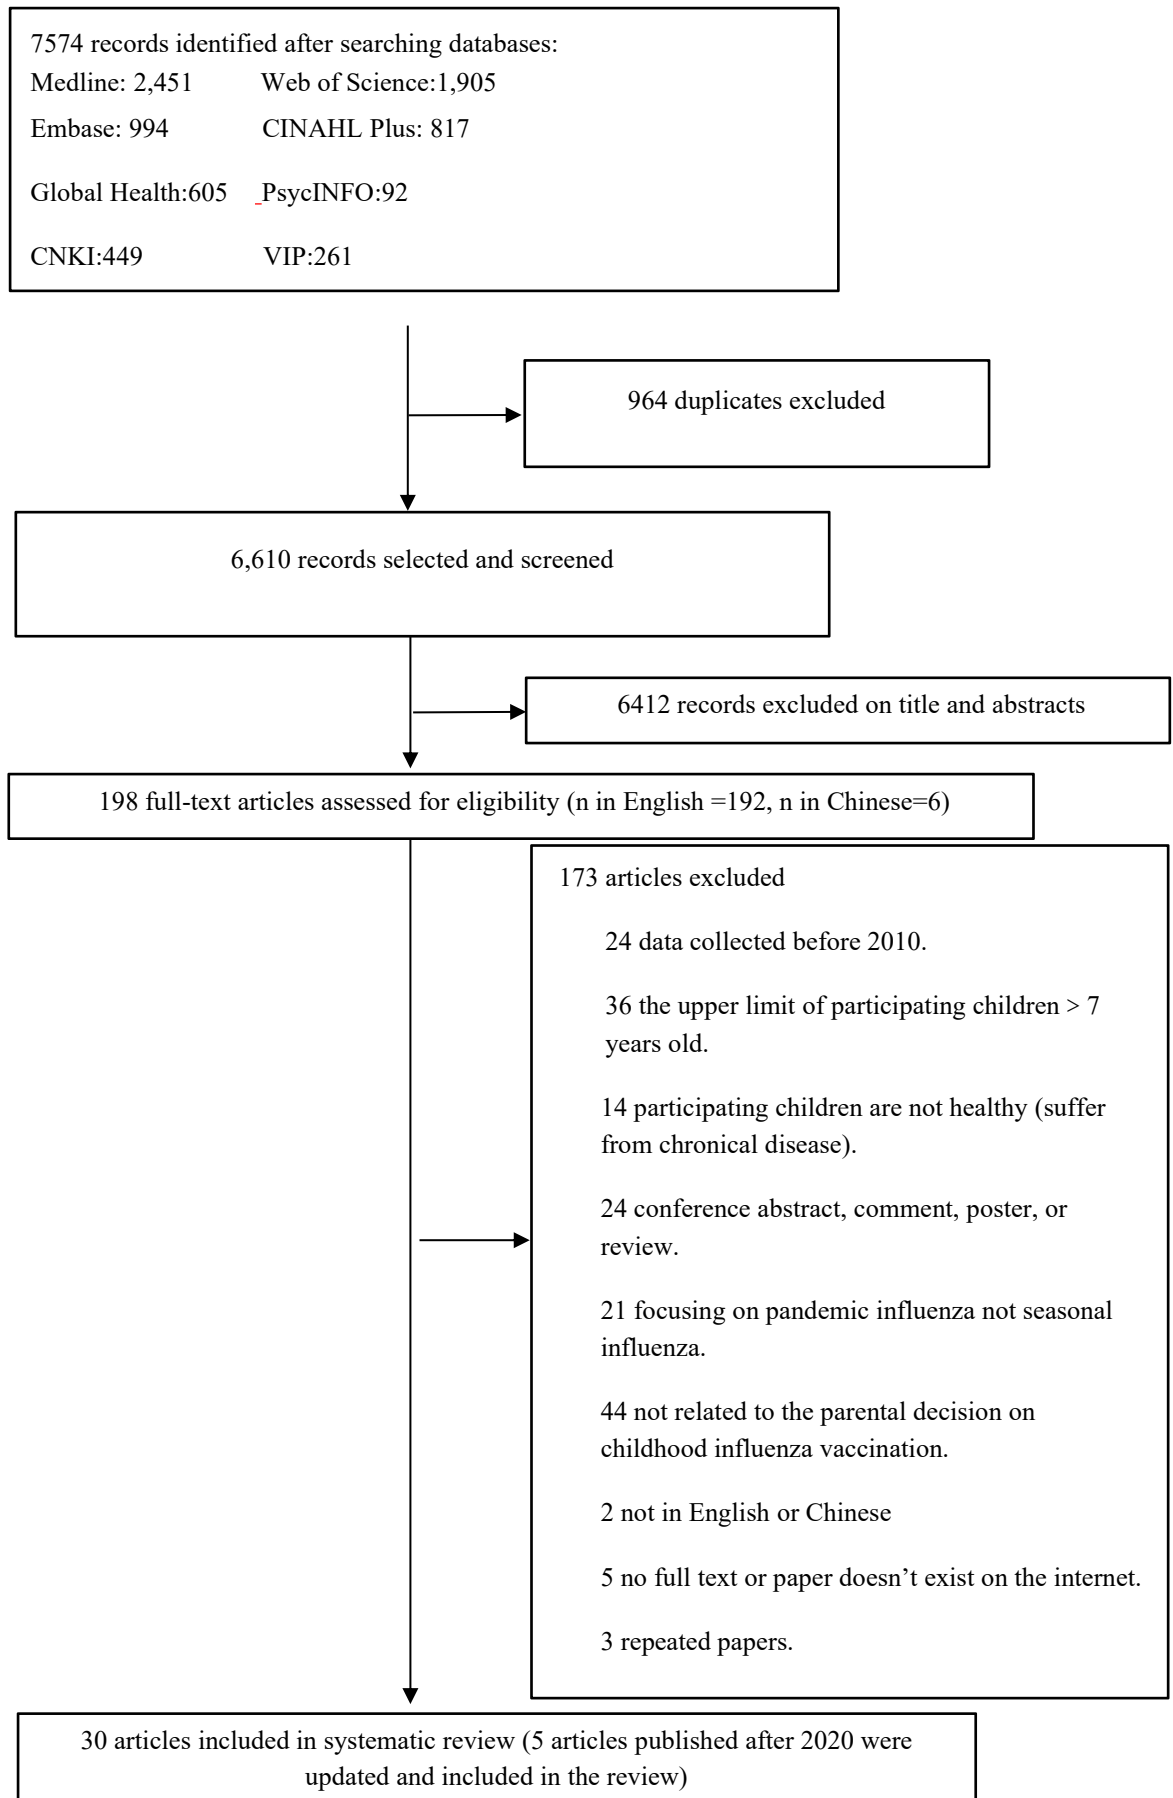 7574 records identified after searching databases:
Medline: 2,451 Web of Science:1,905
Embase: 994 CINAHL Plus: 817
Global Health:605 PsycINFO:92
CNKI:449 VIP:261
964 duplicates excluded
6,610 records selected and screened
6412 records excluded on title and abstracts
198 full-text articles assessed for eligibility (n in English =192, n in Chinese=6)
173 articles excluded
24 data collected before 2010.
36 the upper limit of participating children > 7
years old.
14 participating children are not healthy (suffer
from chronical disease).
24 conference abstract, comment, poster, or
review.
21 focusing on pandemic influenza not seasonal
influenza.
44 not related to the parental decision on
childhood influenza vaccination.
2 not in English or Chinese
5 no full text or paper doesn’t exist on the internet.
3 repeated papers.
30 articles included in systematic review (5 articles published after 2020 were
updated and included in the review)